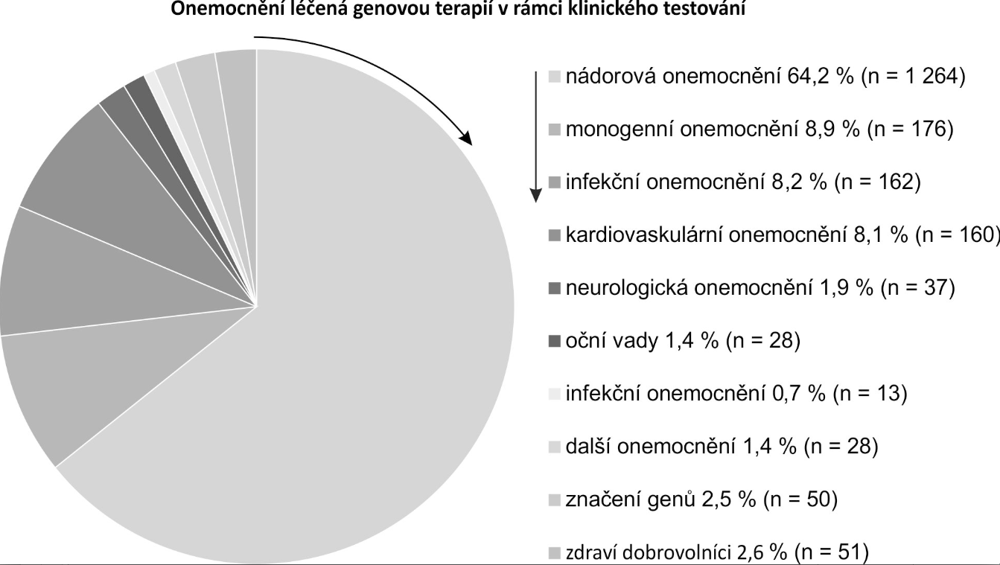 Onemocnění léčená genovou terapií v rámci klinického testování
nádorová onemocnění 64,2 % (n = 1 264)
monogenní onemocnění 8,9 % (n = 176)
infekční onemocnění 8,2 % (n = 162)
kardiovaskulární onemocnění 8,1 % (n = 160)
neurologická onemocnění 1,9 % (n = 37)
oční vady 1,4 % (n = 28)
infekční onemocnění 0,7 % (n = 13)
další onemocnění 1,4 % (n = 28)
značení genů 2,5 % (n = 50)
zdraví dobrovolníci 2,6 % (n = 51)